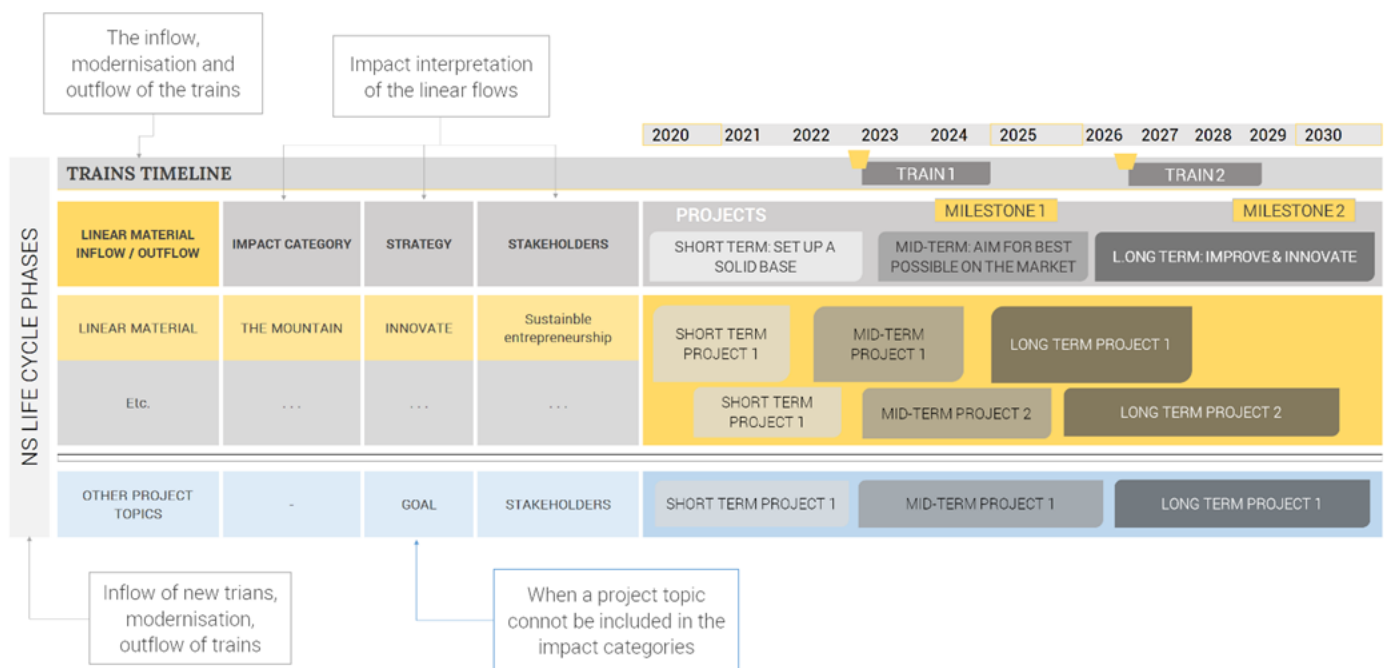 The inflow,
modernisation and
outflow of the trains
Impact interpretation
of the linear flows
2020 2021 2022 2023 2024 2025 2026 2027 2028 2029 2030
NS LIFE CYCLE PHASES
TRAINS TIMELINE
TRAIN 1
TRAIN 2
LINEAR MATERIAL
INFLOW / OUTFLOW
IMPACT CATEGORY
STRATEGY
STAKEHOLDERS
PROJECTS
MILESTONE 1
MILESTONE 2
SHORT TERM: SET UP A
SOLID BASE
MID-TERM: AIM FOR BEST
POSSIBLE ON THE MARKET
L.ONG TERM: IMPROVE & INNOVATE
LINEAR MATERIAL
THE MOUNTAIN
INNOVATE
Sustainble
entrepreneurship
SHORT TERM
PROJECT 1
MID-TERM
PROJECT 1
LONG TERM PROJECT 1
Etc.
...
...
...
SHORT TERM
PROJECT 1
MID-TERM PROJECT 2
LONG TERM PROJECT 2
OTHER PROJECT
TOPICS
-
GOAL
STAKEHOLDERS
SHORT TERM PROJECT 1
MID-TERM PROJECT 1
LONG TERM PROJECT 1
Inflow of new trians,
modernisation,
outflow of trains
When a project topic
connot be included in the
impact categories